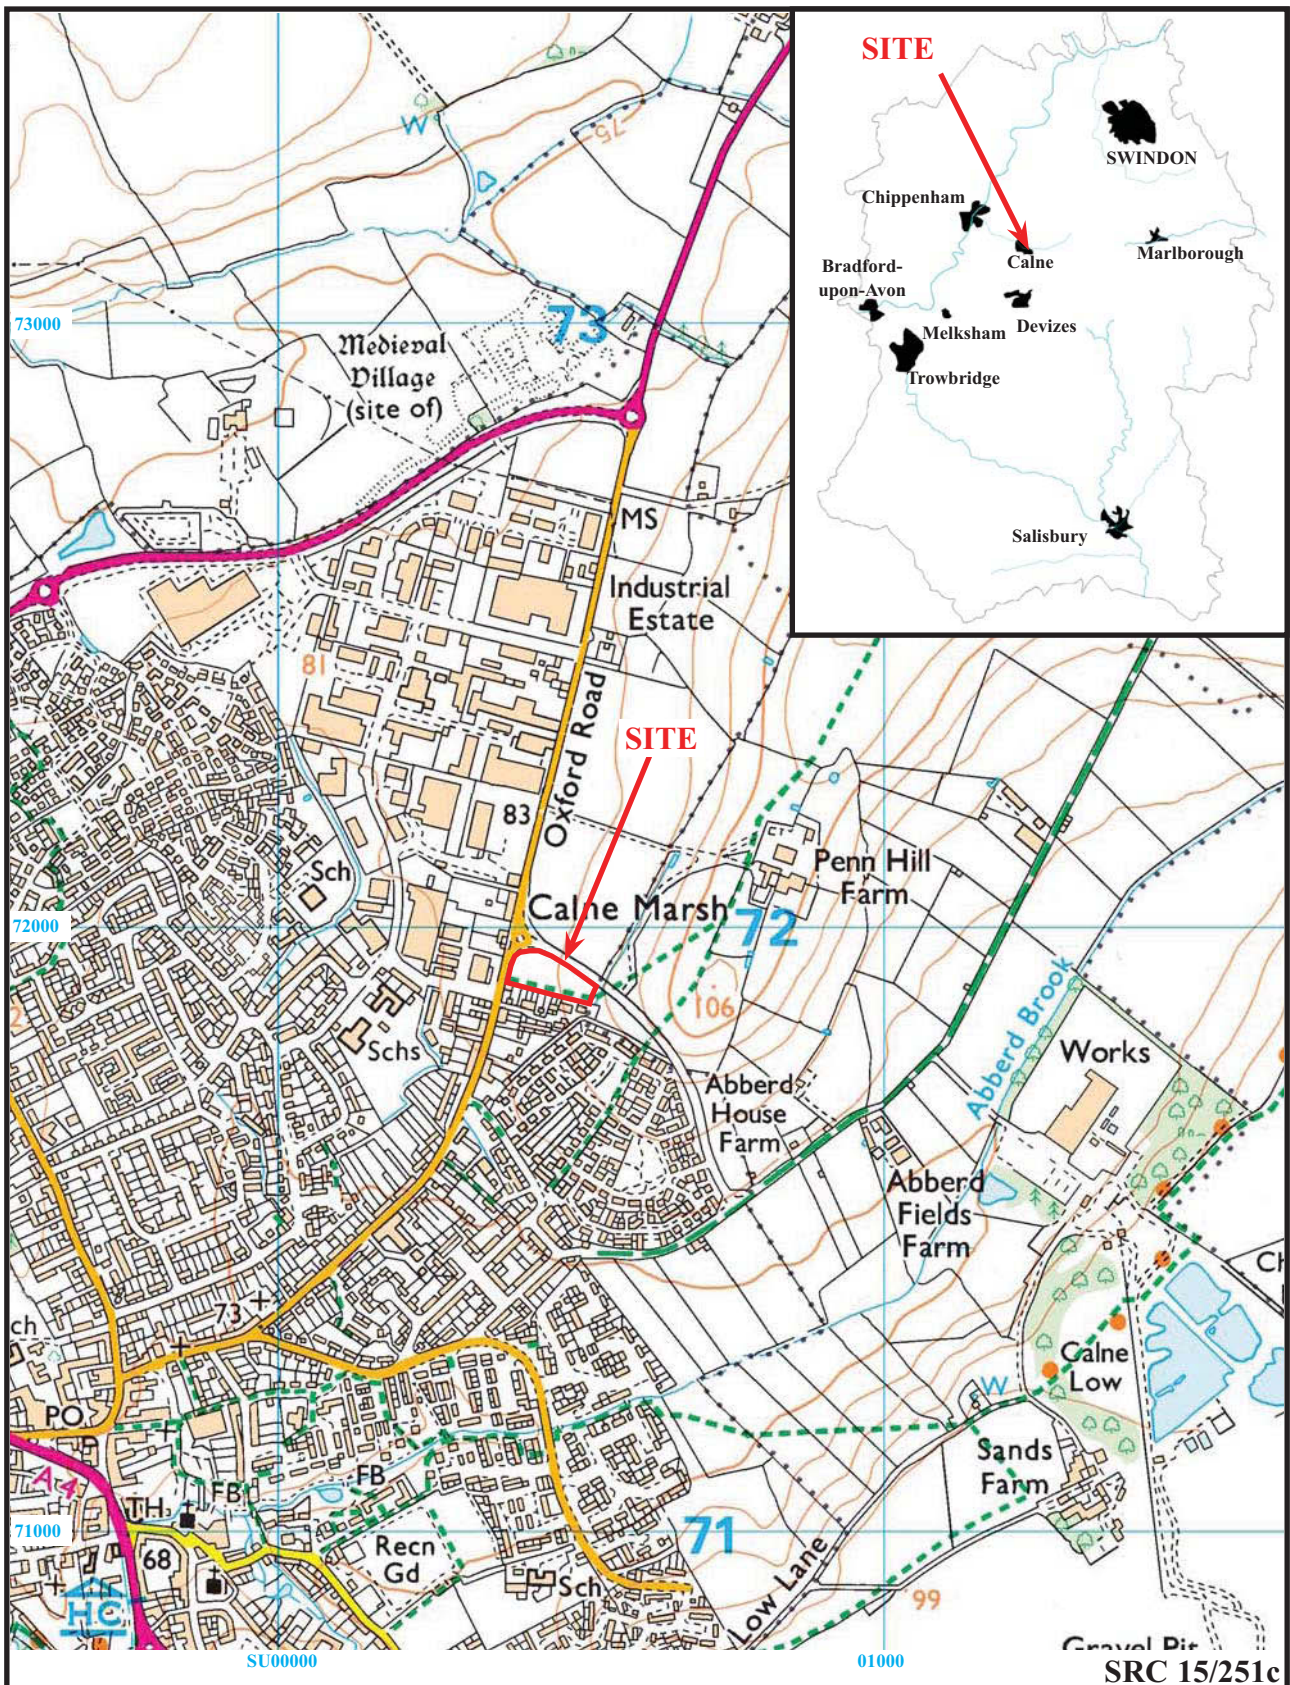 SITE
SWINDON
Chippenham
Calne
Marlborough
Bradford-
upon-Avon
Melksham
Devizes
Trowbridge
Salisbury
W
75
73000
73
Medieval
Village
(site of)
MS
Industrial
Estate
81
Oxford Road
SITE
83
Sch
Penn Hill
Farm
Calne Marsh
72000
72
106
Abberd Brook
Schs
Works
Abberd
House
Farm
Abberd
Fields
Farm
73
ch
Calne
Low
W
PO
A 4
FB
FB
TH
Sands
Farm
71000
71
Recn
Gd
68
Sch
Low Lane
99
HC
Gravel Pit
SU00000
01000
SRC 15/251c